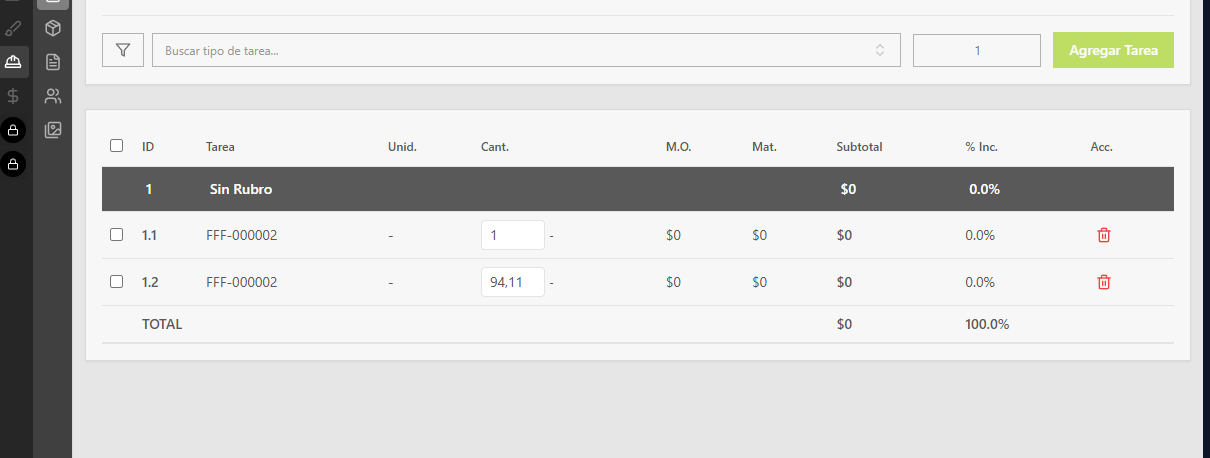 Buscar tipo de tarea... 1 Agregar Tarea
ID Tarea Unid. Cant. M.O. Mat. Subtotal % Inc. Acc.
1 Sin Rubro $0 0.0%
1.1 FFF-000002 - 1 - $0 $0 $0 0.0%
1.2 FFF-000002 - 94,11 - $0 $0 $0 0.0%
TOTAL $0 100.0%